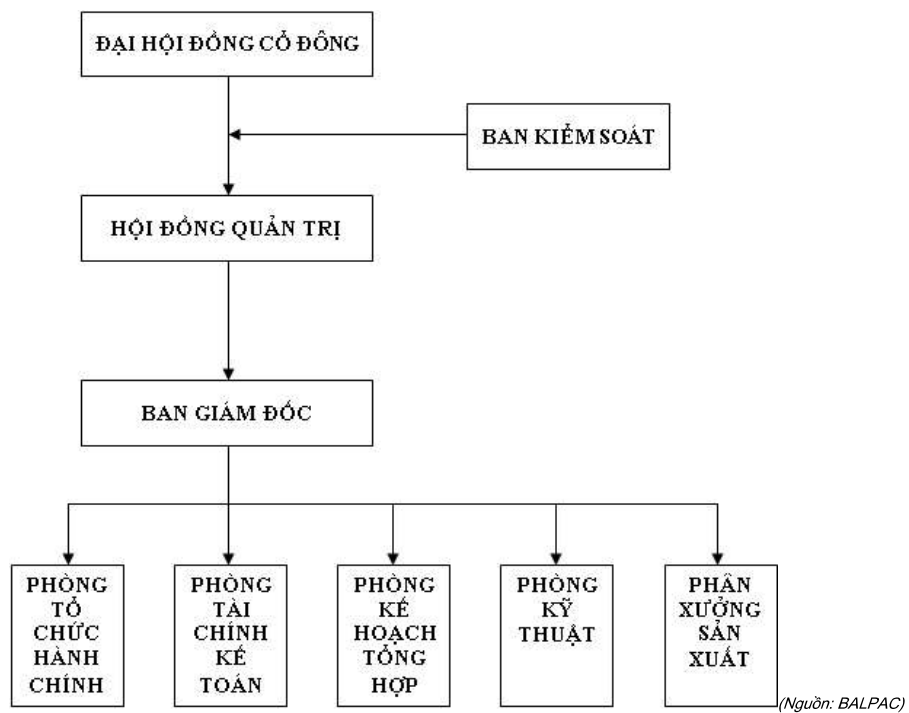 ĐẠI HỘI ĐỒNG CỔ ĐÔNG
BAN KIỂM SOÁT
HỘI ĐỒNG QUẢN TRỊ
BAN GIÁM ĐỐC
PHÒNG
TỔ
CHỨC
HÀNH
CHÍNH
PHÒNG
TÀI
CHÍNH
KẾ
TOÁN
PHÒNG
KẾ
HOẠCH
TỔNG
HỢP
PHÒNG
KỸ
THUẬT
PHÂN
XƯỞNG
SẢN
XUẤT
(Nguồn: BALPAC)